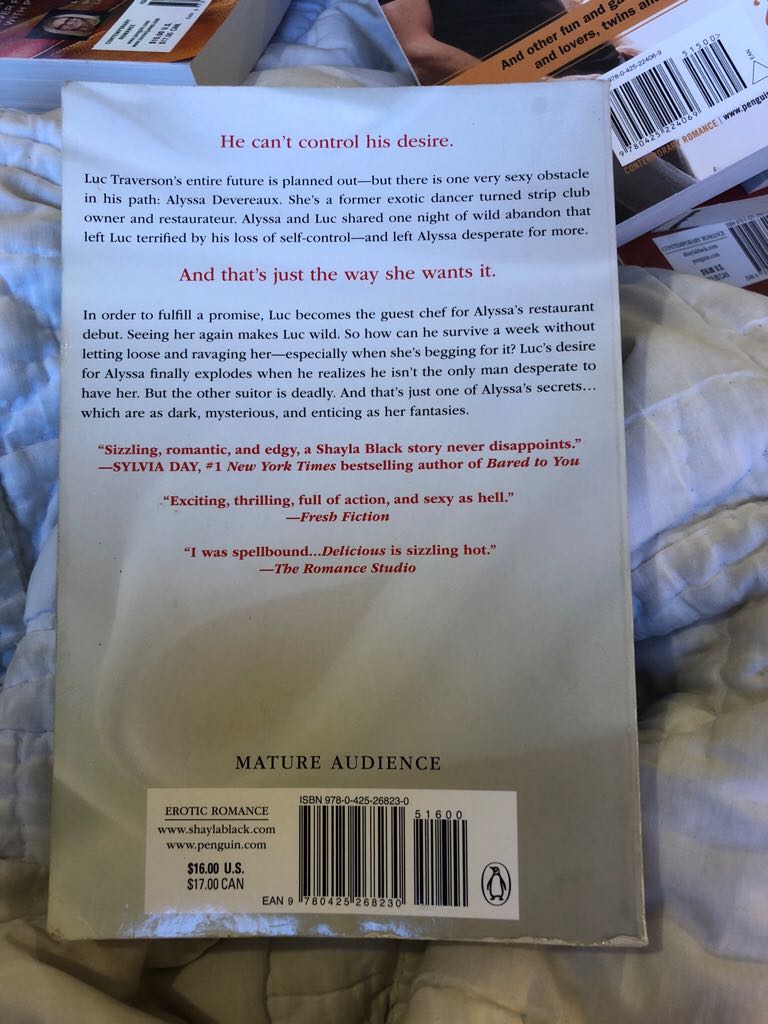 He can't control his desire.
Luc Traverson's entire future is planned out—but there is one very sexy obstacle
in his path: Alyssa Devereaux. She's a former exotic dancer turned strip club
owner and restaurateur. Alyssa and Luc shared one night of wild abandon that
left Luc terrified by his loss of self-control—and left Alyssa desperate for more.
And that's just the way she wants it.
In order to fulfill a promise, Luc becomes the guest chef for Alyssa's restaurant
debut. Seeing her again makes Luc wild. So how can he survive a week without
letting loose and ravaging her—especially when she's begging for it? Luc's desire
for Alyssa finally explodes when he realizes he isn't the only man desperate to
have her. But the other suitor is deadly. And that's just one of Alyssa's secrets…
which are as dark, mysterious, and enticing as her fantasies.
"Sizzling, romantic, and edgy, a Shayla Black story never disappoints."
—SYLVIA DAY, #1 New York Times bestselling author of Bared to You
"Exciting, thrilling, full of action, and sexy as hell."
—Fresh Fiction
"I was spellbound…Delicious is sizzling hot."
—The Romance Studio
MATURE AUDIENCE
EROTIC ROMANCE
www.shaylablack.com
www.penguin.com
$16.00 U.S.
$17.00 CAN
ISBN 978-0-425-26823-0
51600
EAN 9 780425 268230
And other fun and ga
and lovers, twins an
978-0-425-22406-9
51500
EAN
9 780425 224069
CONTEMPORARY ROMANCE | www.penguin
CONTEMPORARY ROMANCE
shaylablack.com
penguin.com
CONTEMPORARY
ROMANCE